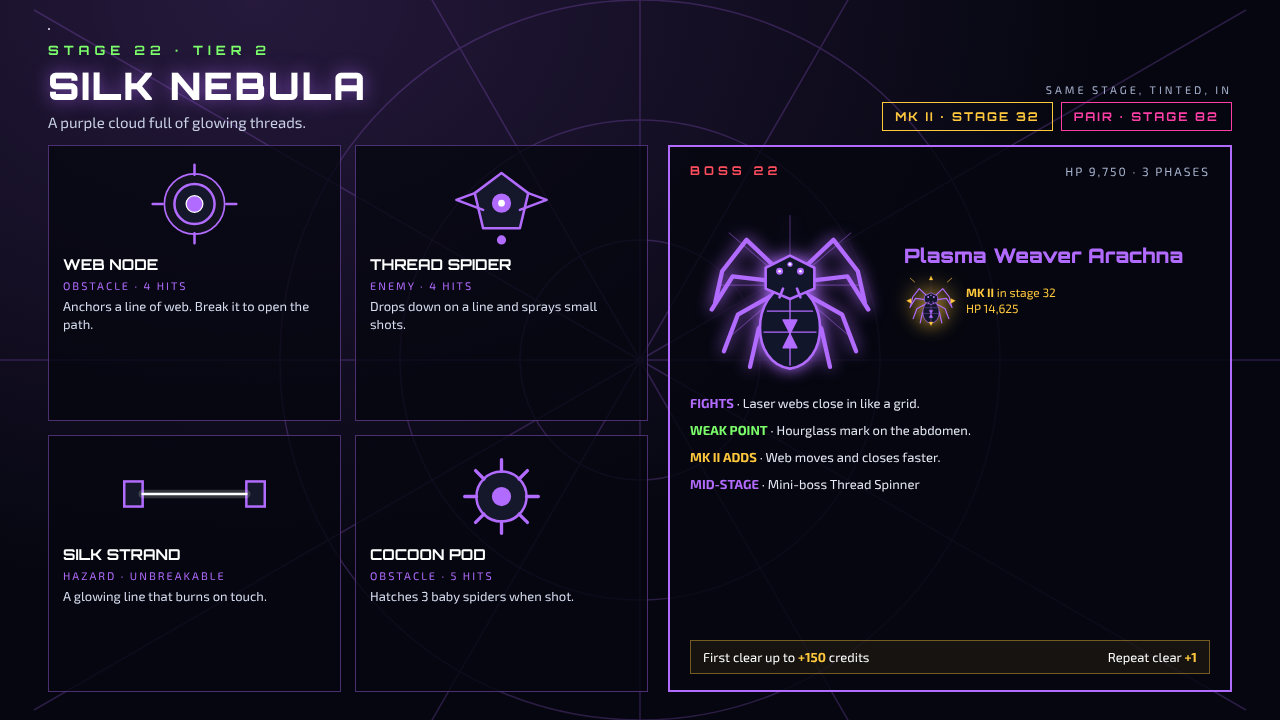 STAGE 22 · TIER 2
SILK NEBULA
A purple cloud full of glowing threads.
SAME STAGE, TINTED, IN
MK II · STAGE 32
PAIR · STAGE 82
WEB NODE
OBSTACLE · 4 HITS
Anchors a line of web. Break it to open the
path.
THREAD SPIDER
ENEMY · 4 HITS
Drops down on a line and sprays small
shots.
SILK STRAND
HAZARD · UNBREAKABLE
A glowing line that burns on touch.
COCOON POD
OBSTACLE · 5 HITS
Hatches 3 baby spiders when shot.
BOSS 22
HP 9,750 · 3 PHASES
Plasma Weaver Arachna
MK II in stage 32
HP 14,625
FIGHTS · Laser webs close in like a grid.
WEAK POINT · Hourglass mark on the abdomen.
MK II ADDS · Web moves and closes faster.
MID-STAGE · Mini-boss Thread Spinner
First clear up to +150 credits
Repeat clear +1